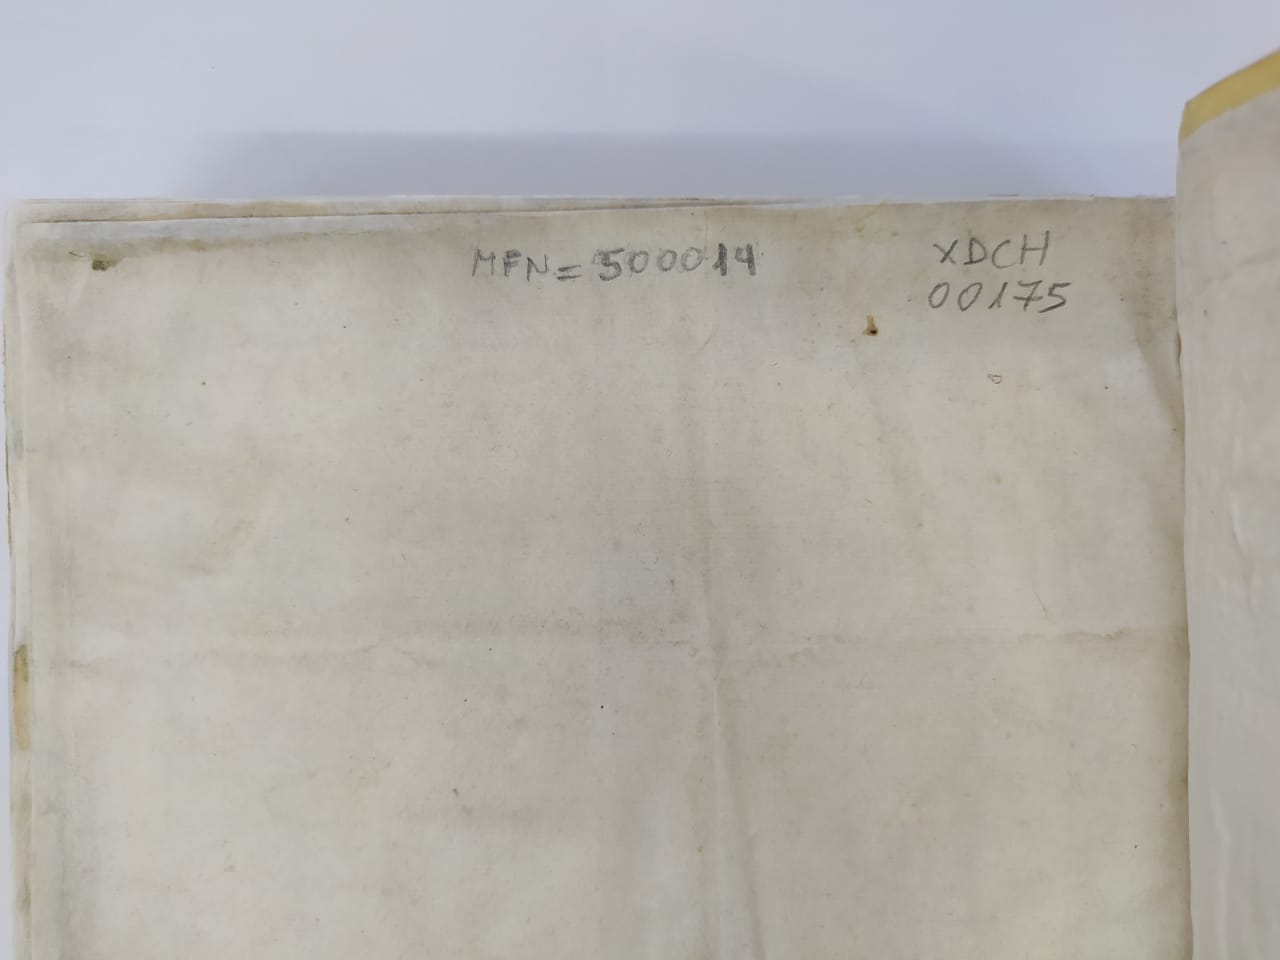 MFN = 500014
XDCH
00175